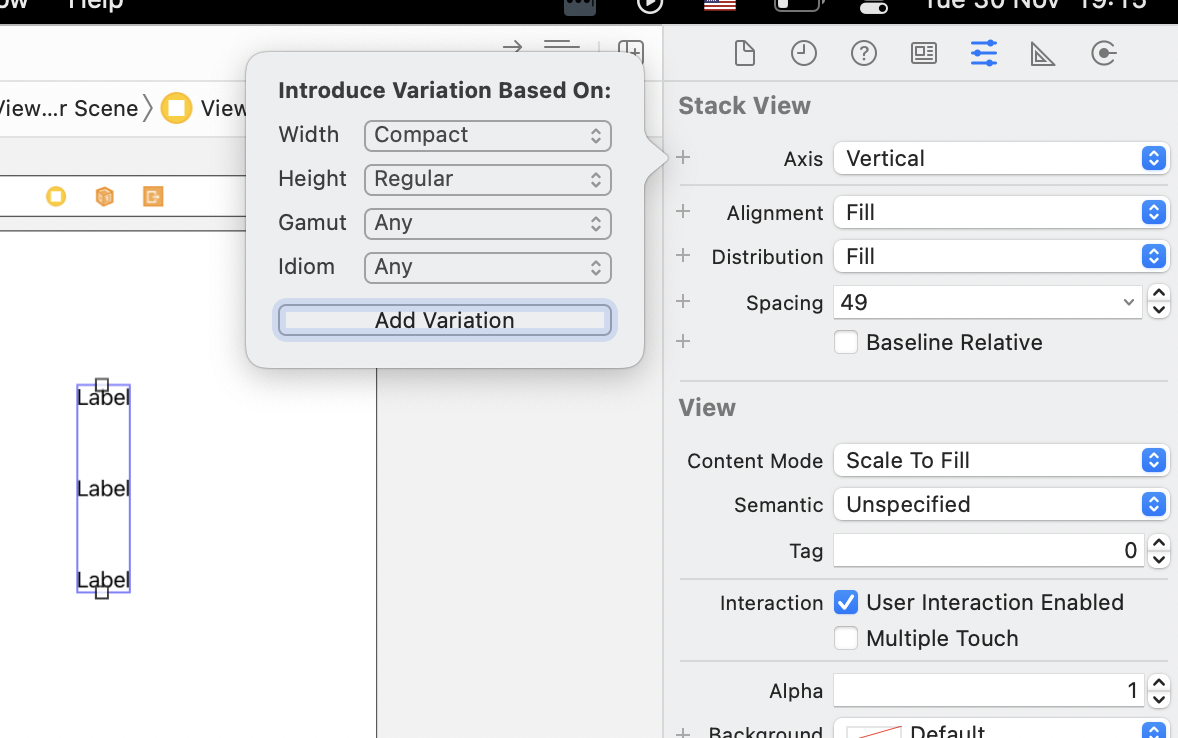 ow Help
Tue 30 Nov 19:15
View...r Scene
View
Introduce Variation Based On:
Width Compact
Height Regular
Gamut Any
Idiom Any
Add Variation
Label
Label
Label
Stack View
Axis Vertical
Alignment Fill
Distribution Fill
Spacing 49
Baseline Relative
View
Content Mode Scale To Fill
Semantic Unspecified
Tag 0
Interaction User Interaction Enabled
Multiple Touch
Alpha 1
Background Default